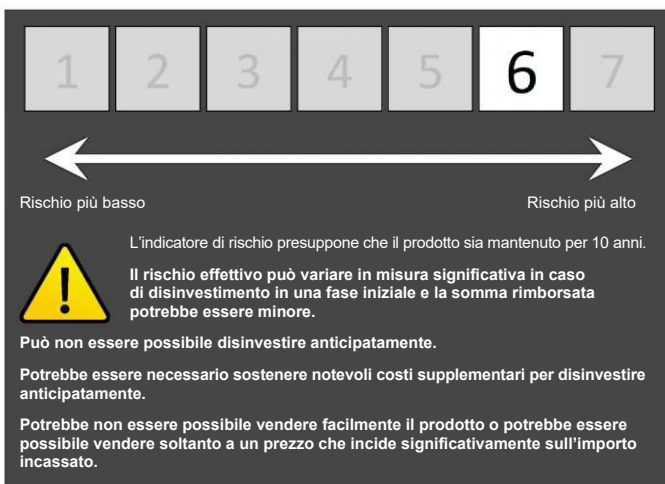 1 2 3 4 5 6 7
Rischio più basso Rischio più alto
L'indicatore di rischio presuppone che il prodotto sia mantenuto per 10 anni.
Il rischio effettivo può variare in misura significativa in caso
di disinvestimento in una fase iniziale e la somma rimborsata
potrebbe essere minore.
Può non essere possibile disinvestire anticipatamente.
Potrebbe essere necessario sostenere notevoli costi supplementari per disinvestire
anticipatamente.
Potrebbe non essere possibile vendere facilmente il prodotto o potrebbe essere
possibile vendere soltanto a un prezzo che incide significativamente sull'importo
incassato.